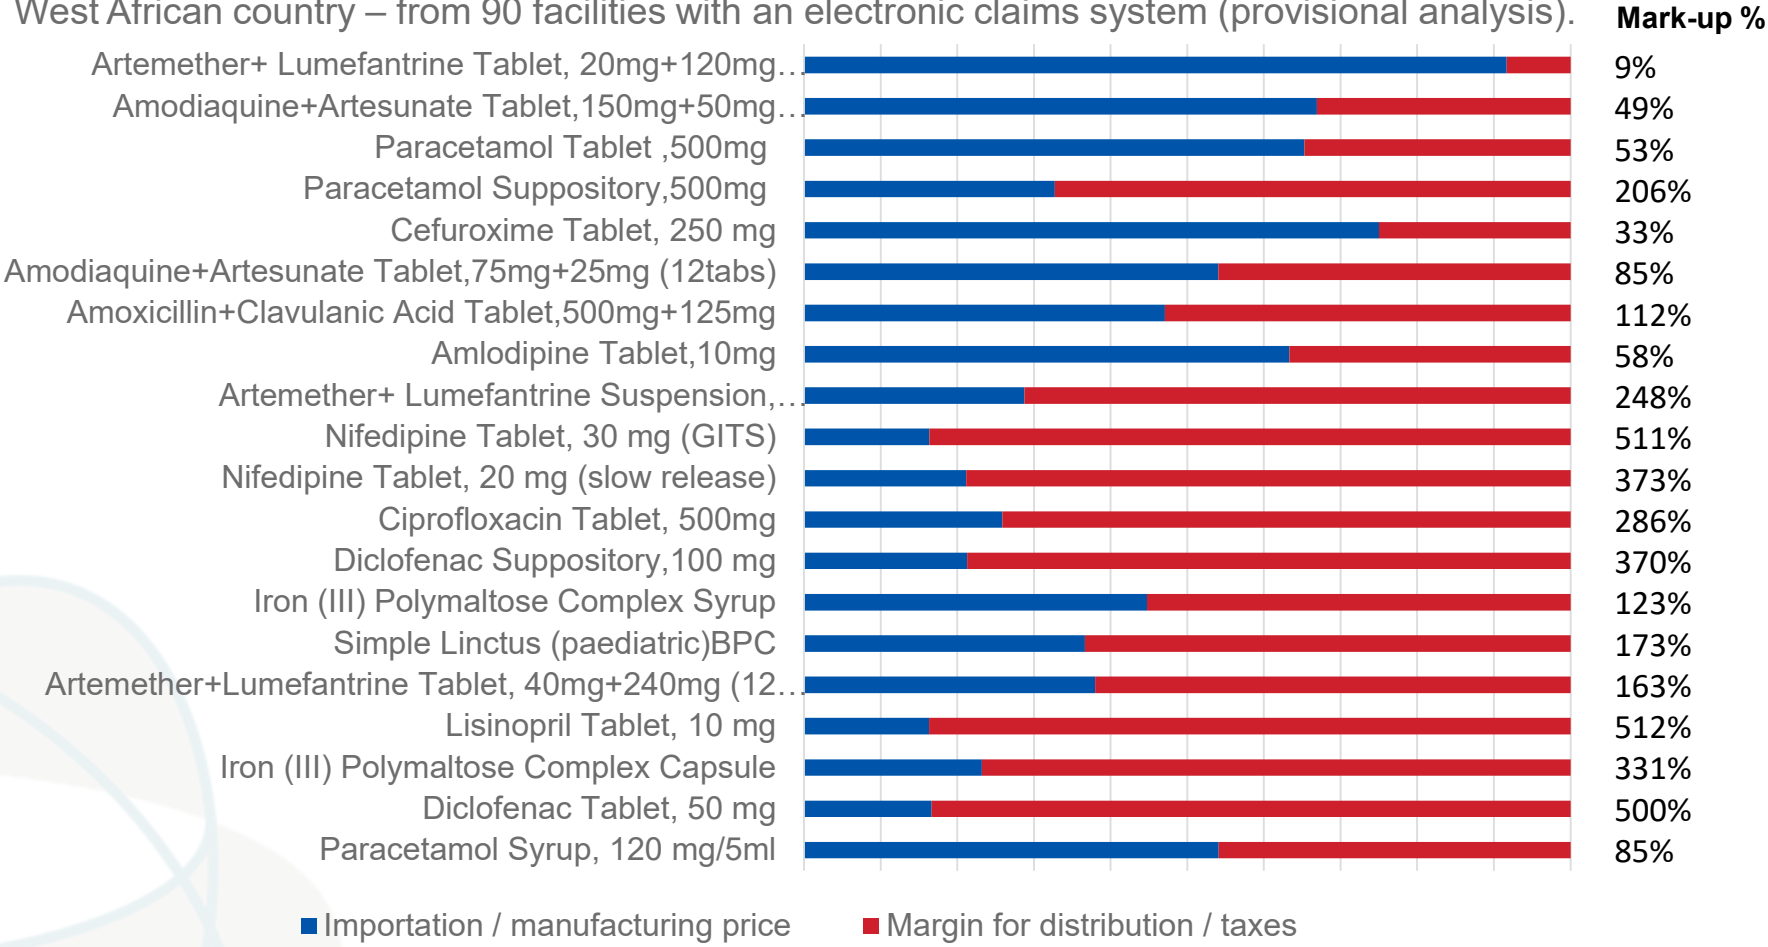 West African country – from 90 facilities with an electronic claims system (provisional analysis).
Mark-up %
Artemether+ Lumefantrine Tablet, 20mg+120mg… 9%
Amodiaquine+Artesunate Tablet,150mg+50mg… 49%
Paracetamol Tablet ,500mg 53%
Paracetamol Suppository,500mg 206%
Cefuroxime Tablet, 250 mg 33%
Amodiaquine+Artesunate Tablet,75mg+25mg (12tabs) 85%
Amoxicillin+Clavulanic Acid Tablet,500mg+125mg 112%
Amlodipine Tablet,10mg 58%
Artemether+ Lumefantrine Suspension,… 248%
Nifedipine Tablet, 30 mg (GITS) 511%
Nifedipine Tablet, 20 mg (slow release) 373%
Ciprofloxacin Tablet, 500mg 286%
Diclofenac Suppository,100 mg 370%
Iron (III) Polymaltose Complex Syrup 123%
Simple Linctus (paediatric)BPC 173%
Artemether+Lumefantrine Tablet, 40mg+240mg (12… 163%
Lisinopril Tablet, 10 mg 512%
Iron (III) Polymaltose Complex Capsule 331%
Diclofenac Tablet, 50 mg 500%
Paracetamol Syrup, 120 mg/5ml 85%
Importation / manufacturing price
Margin for distribution / taxes